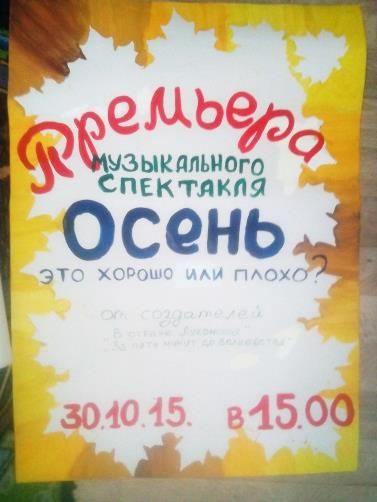 Премьера
музыкального
спектакля
Осень
это хорошо или плохо?
от создателей
"В стране
"За пять минут до волшебства"
30.10.15. в 15.00